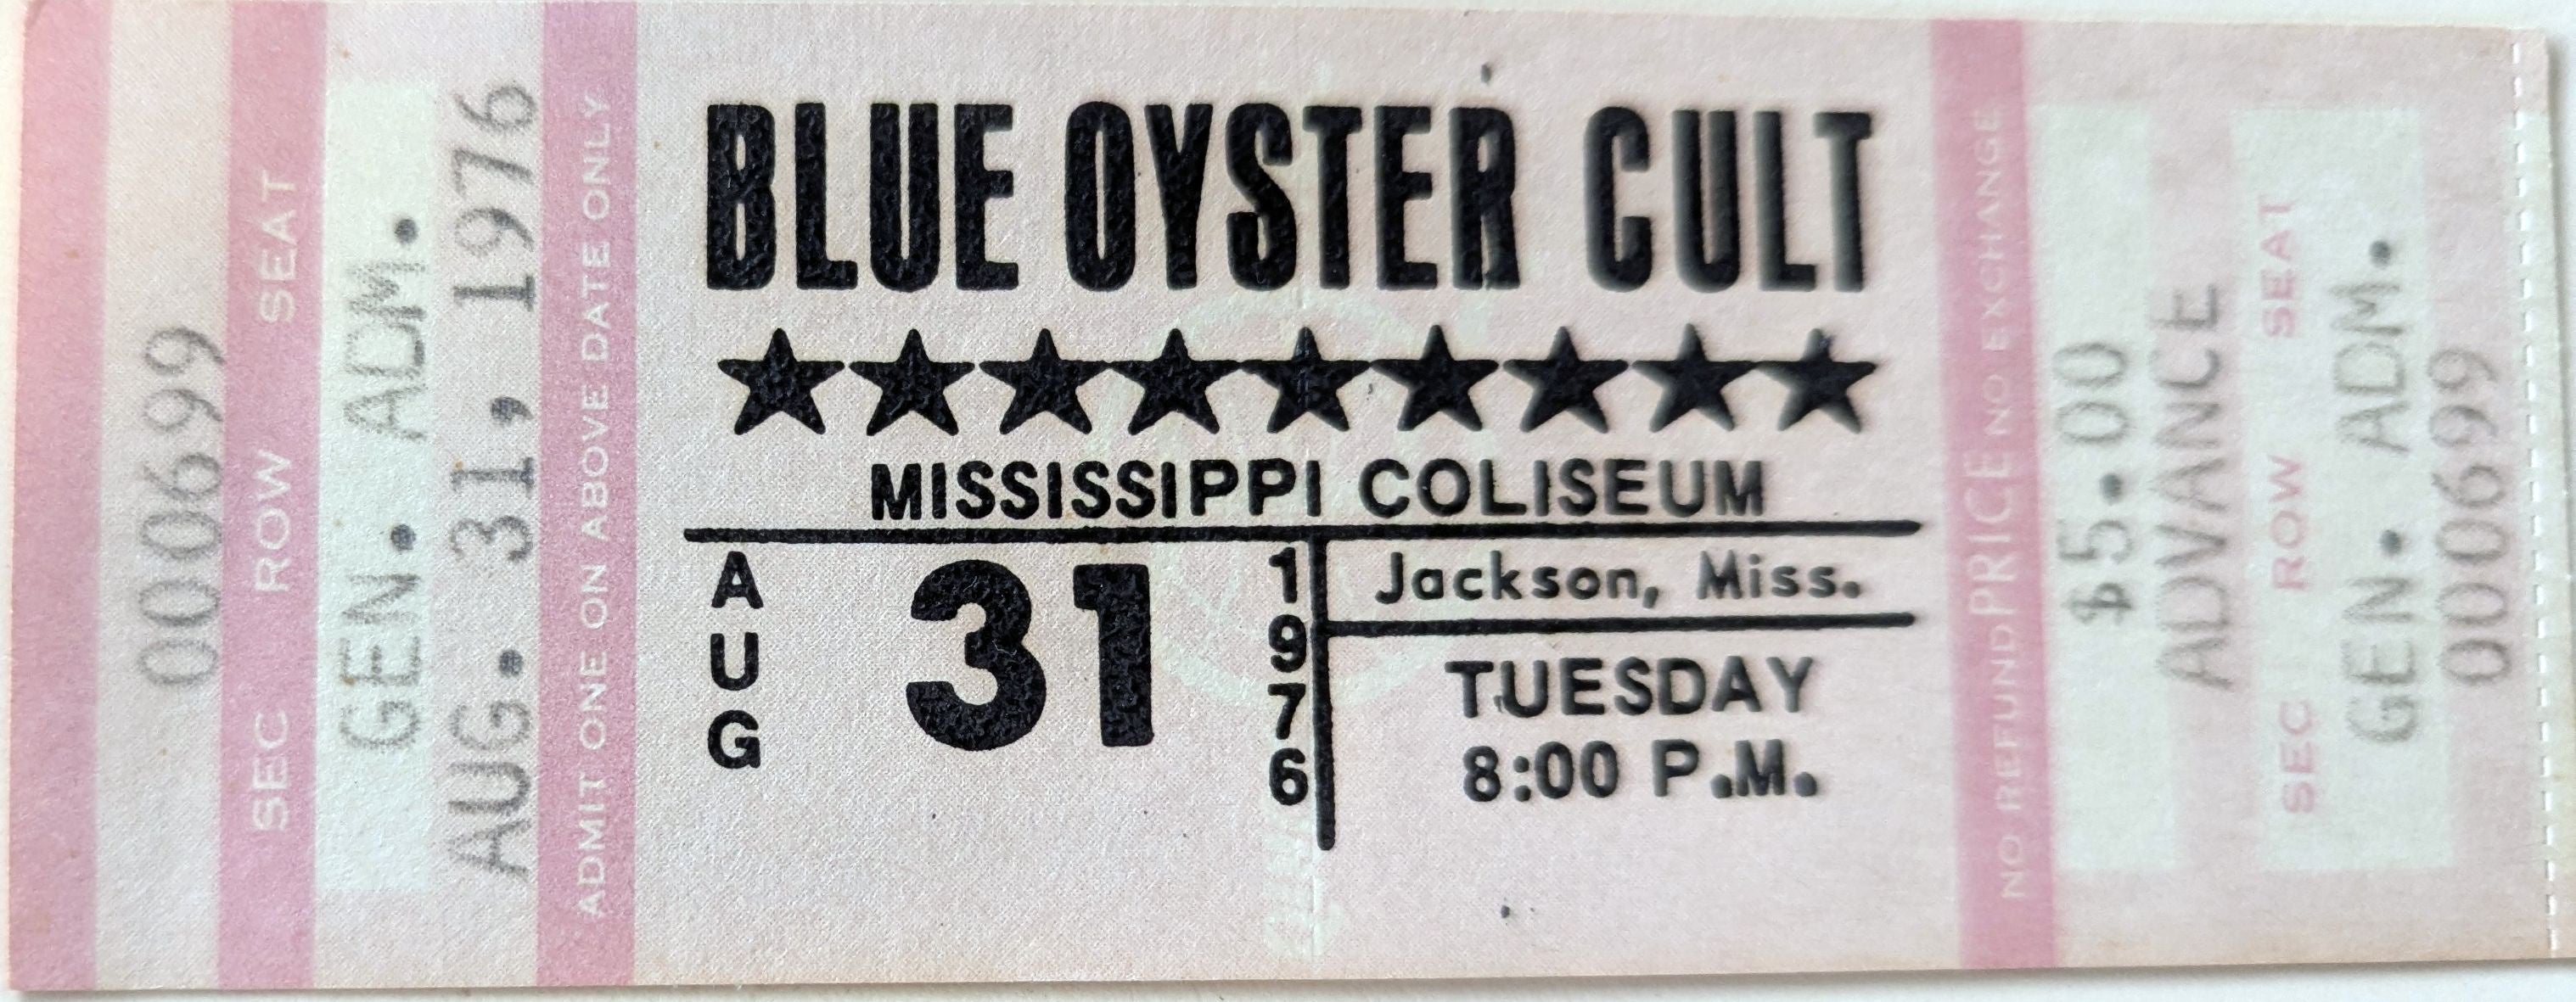 000699
SEC ROW SEAT
GEN. ADM.
AUG. 31, 1976
ADMIT ONE ON ABOVE DATE ONLY
BLUE OYSTER CULT
MISSISSIPPI COLISEUM
AUG
31
1976
Jackson, Miss.
TUESDAY
8:00 P.M.
NO REFUND PRICE NO EXCHANGE
$5.00
ADVANCE
SEC ROW SEAT
GEN. ADM.
000699